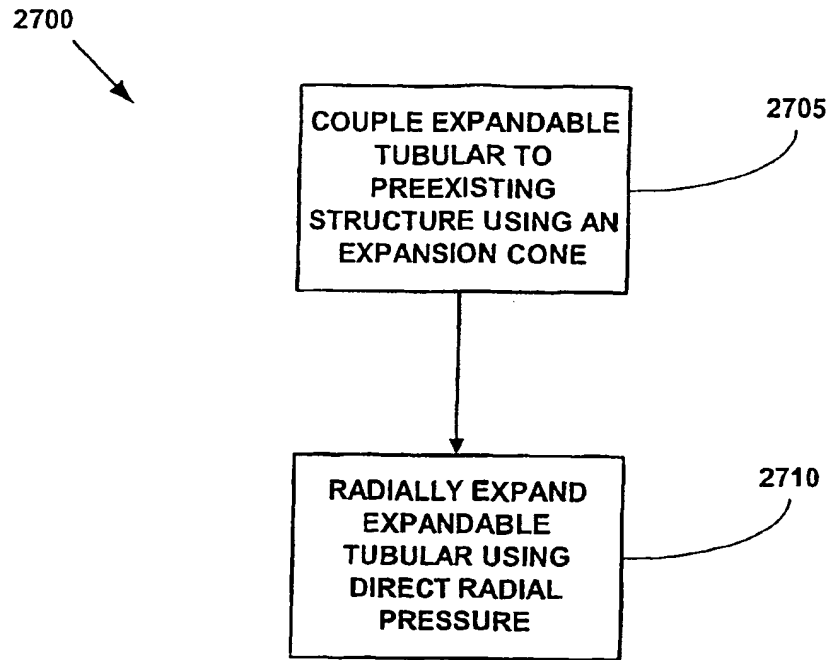 2700
COUPLE EXPANDABLE
TUBULAR TO
PREEXISTING
STRUCTURE USING AN
EXPANSION CONE
2705
RADIALLY EXPAND
EXPANDABLE
TUBULAR USING
DIRECT RADIAL
PRESSURE
2710